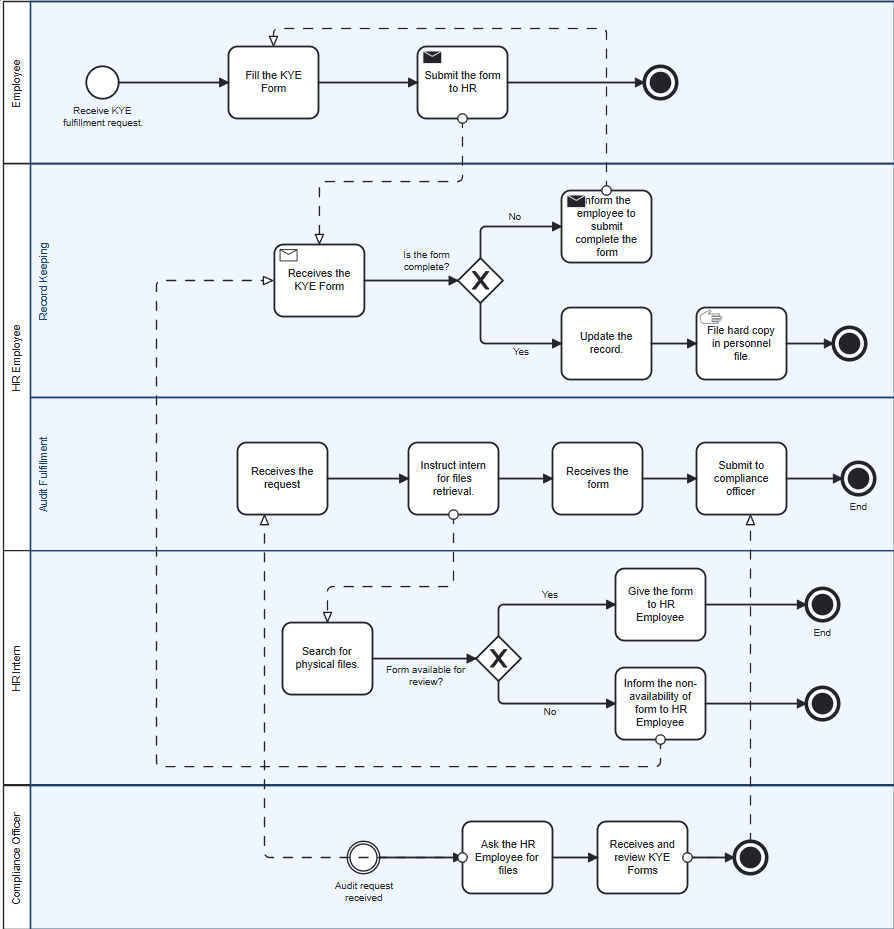 Employee
Receive KYE
fulfillment request.
Fill the KYE
Form
Submit the form
to HR
HR Employee
Record Keeping
Receives the
KYE Form
Is the form
complete?
X
No
Inform the
employee to
submit
complete the
form
Yes
Update the
record.
File hard copy
in personnel
file.
Audit Fulfillment
Receives the
request
Instruct intern
for files
retrieval.
Receives the
form
Submit to
compliance
officer
End
HR Intern
Search for
physical files.
Form available for
review?
X
Yes
Give the form
to HR
Employee
End
No
Inform the non-
availability of
form to HR
Employee
Compliance Officer
Audit request
received
Ask the HR
Employee for
files
Receives and
review KYE
Forms